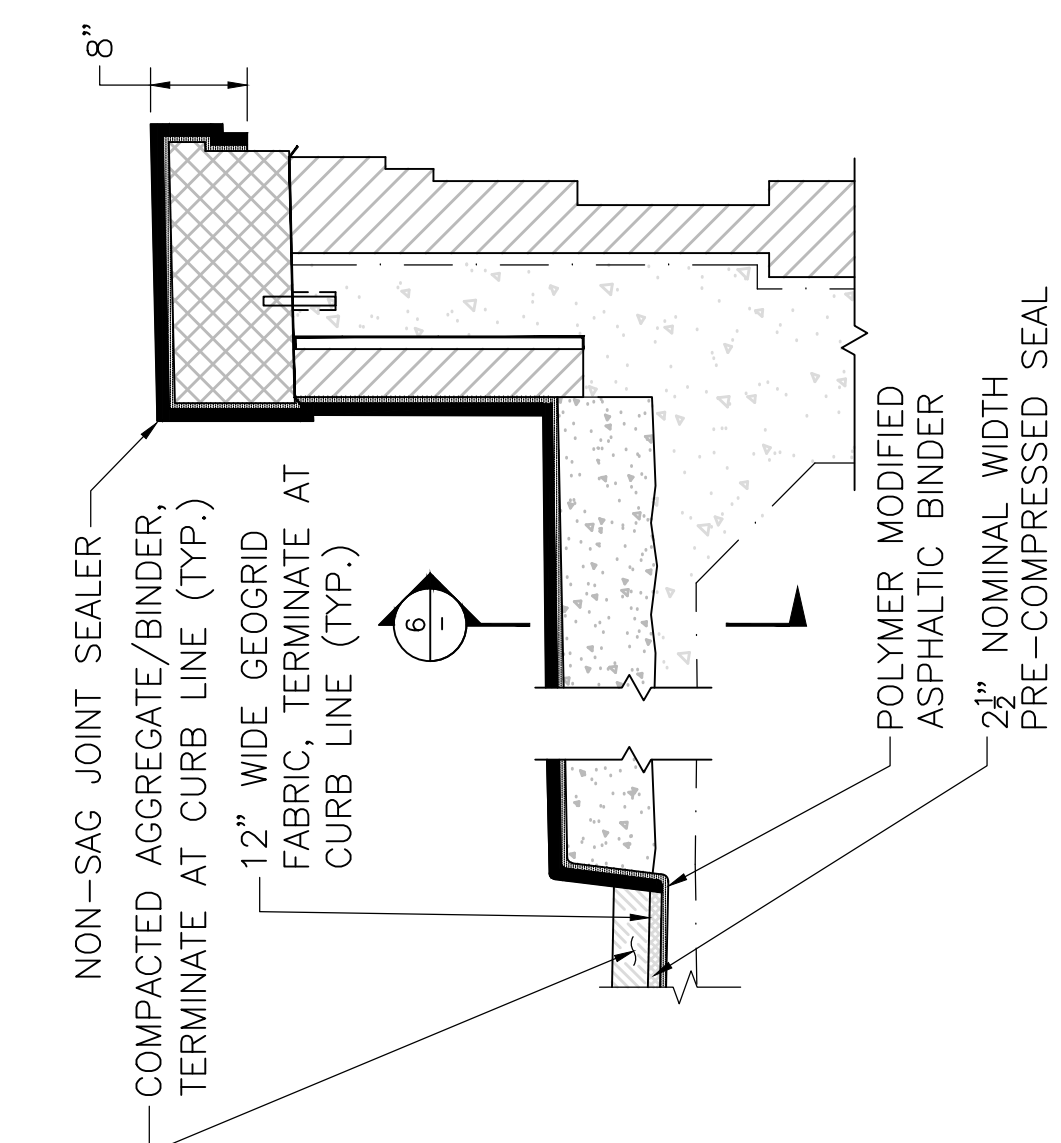 8"
NON-SAG JOINT SEALER
COMPACTED AGGREGATE/BINDER,
TERMINATE AT CURB LINE (TYP.)
12" WIDE GEOGRID
FABRIC, TERMINATE AT
CURB LINE (TYP.)
6
-
POLYMER MODIFIED
ASPHALTIC BINDER
2½" NOMINAL WIDTH
PRE-COMPRESSED SEAL